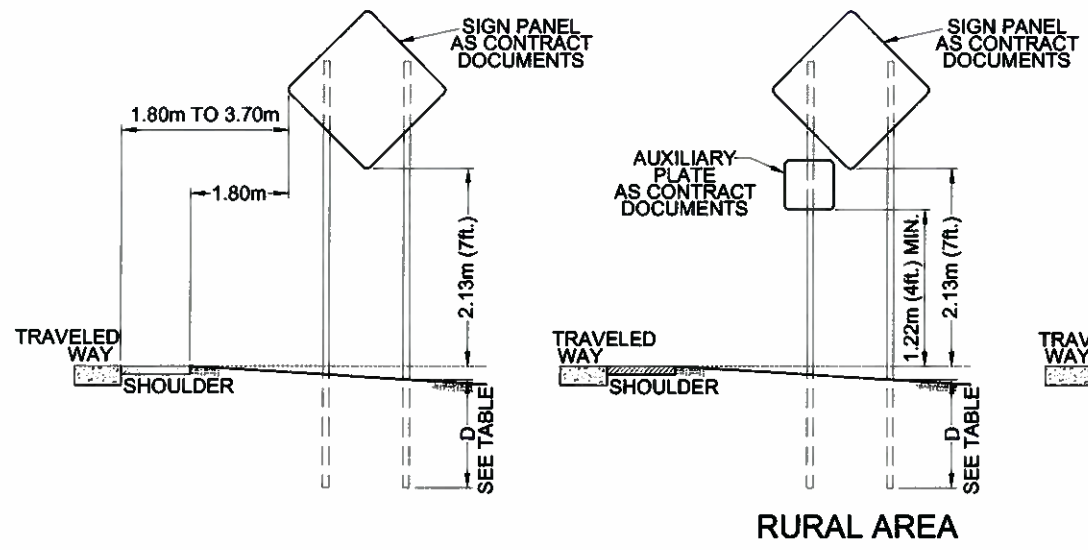 SIGN PANEL
AS CONTRACT
DOCUMENTS
1.80m TO 3.70m
1.80m
2.13m (7ft.)
TRAVELED
WAY
SHOULDER
D
SEE TABLE
SIGN PANEL
AS CONTRACT
DOCUMENTS
AUXILIARY
PLATE
AS CONTRACT
DOCUMENTS
1.22m (4ft.) MIN.
2.13m (7ft.)
TRAVELED
WAY
SHOULDER
D
SEE TABLE
TRAV
WAY
RURAL AREA